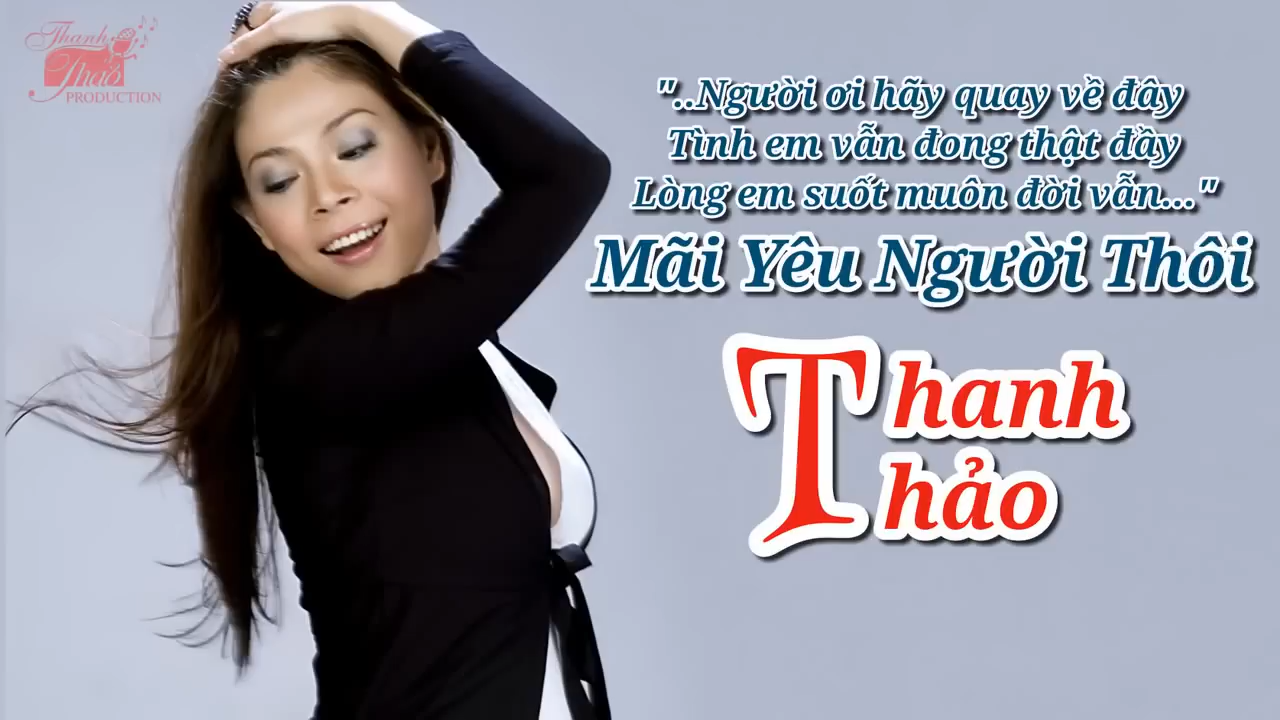 Thanh
Thảo
PRODUCTION
"..Người ơi hãy quay về đây
Tình em vẫn đong thật đầy
Lòng em suốt muôn đời vẫn..."
Mãi Yêu Người Thôi
Thanh
Thảo